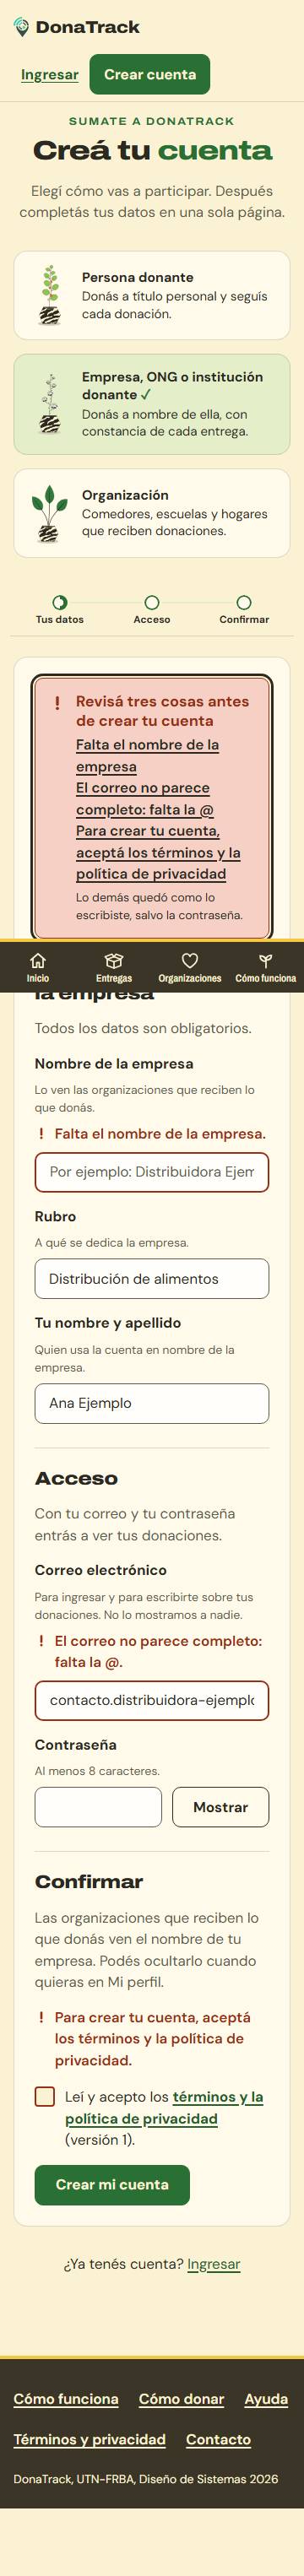 DonaTrack
Ingresar
Crear cuenta
SUMATE A DONATRACK
Creá tu cuenta
Elegí cómo vas a participar. Después
completás tus datos en una sola página.
Persona donante
Donás a título personal y seguís
cada donación.
Empresa, ONG o institución
donante ✓
Donás a nombre de ella, con
constancia de cada entrega.
Organización
Comedores, escuelas y hogares
que reciben donaciones.
Tus datos
Acceso
Confirmar
! Revisá tres cosas antes
de crear tu cuenta
Falta el nombre de la
empresa
El correo no parece
completo: falta la @
Para crear tu cuenta,
aceptá los términos y la
política de privacidad
Lo demás quedó como lo
escribiste, salvo la contraseña.
Inicio
Entregas
Organizaciones
Cómo funciona
la empresa
Todos los datos son obligatorios.
Nombre de la empresa
Lo ven las organizaciones que reciben lo
que donás.
! Falta el nombre de la empresa.
Por ejemplo: Distribuidora Ejem
Rubro
A qué se dedica la empresa.
Distribución de alimentos
Tu nombre y apellido
Quien usa la cuenta en nombre de la
empresa.
Ana Ejemplo
Acceso
Con tu correo y tu contraseña
entrás a ver tus donaciones.
Correo electrónico
Para ingresar y para escribirte sobre tus
donaciones. No lo mostramos a nadie.
! El correo no parece completo:
falta la @.
contacto.distribuidora-ejemplo
Contraseña
Al menos 8 caracteres.
Mostrar
Confirmar
Las organizaciones que reciben lo
que donás ven el nombre de tu
empresa. Podés ocultarlo cuando
quieras en Mi perfil.
! Para crear tu cuenta, aceptá
los términos y la política de
privacidad.
Leí y acepto los términos y la
política de privacidad
(versión 1).
Crear mi cuenta
¿Ya tenés cuenta? Ingresar
Cómo funciona
Cómo donar
Ayuda
Términos y privacidad
Contacto
DonaTrack, UTN-FRBA, Diseño de Sistemas 2026